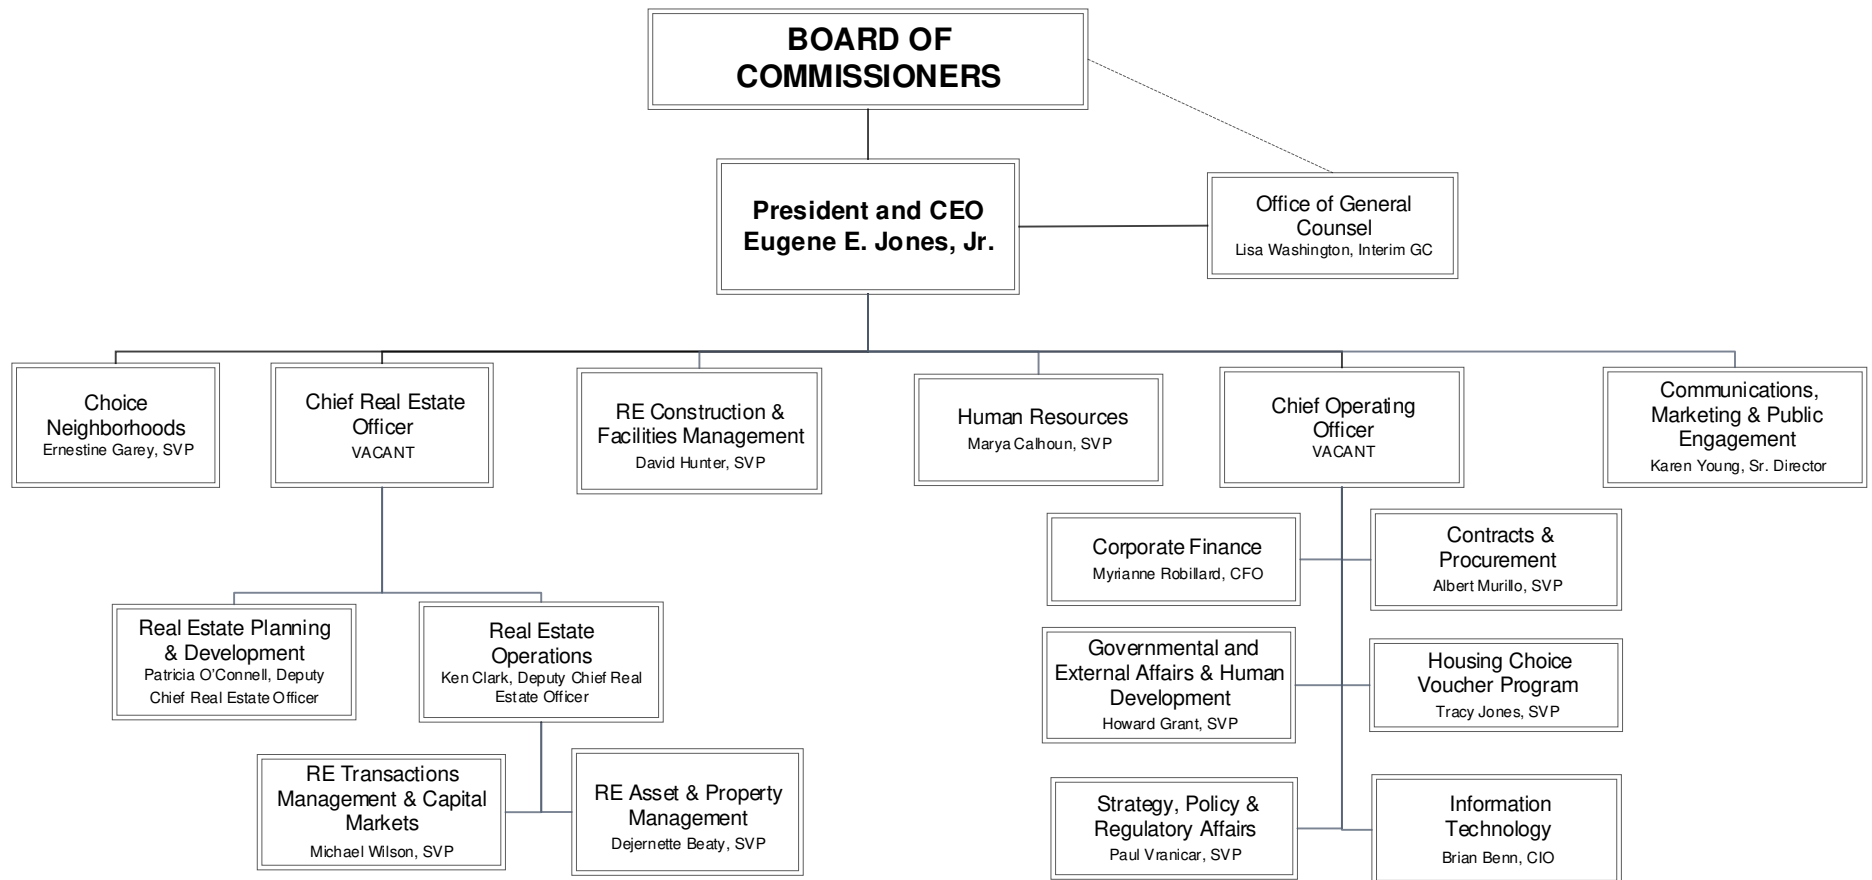 BOARD OF
COMMISSIONERS
President and CEO
Eugene E. Jones, Jr.
Office of General
Counsel
Lisa Washington, Interim GC
Choice
Neighborhoods
Ernestine Garey, SVP
Chief Real Estate
Officer
VACANT
RE Construction &
Facilities Management
David Hunter, SVP
Human Resources
Marya Calhoun, SVP
Chief Operating
Officer
VACANT
Communications,
Marketing & Public
Engagement
Karen Young, Sr. Director
Real Estate Planning
& Development
Patricia O'Connell, Deputy
Chief Real Estate Officer
Real Estate
Operations
Ken Clark, Deputy Chief Real
Estate Officer
RE Transactions
Management & Capital
Markets
Michael Wilson, SVP
RE Asset & Property
Management
Dejernette Beaty, SVP
Corporate Finance
Myrianne Robillard, CFO
Contracts &
Procurement
Albert Murillo, SVP
Governmental and
External Affairs & Human
Development
Howard Grant, SVP
Housing Choice
Voucher Program
Tracy Jones, SVP
Strategy, Policy &
Regulatory Affairs
Paul Vranicar, SVP
Information
Technology
Brian Benn, CIO